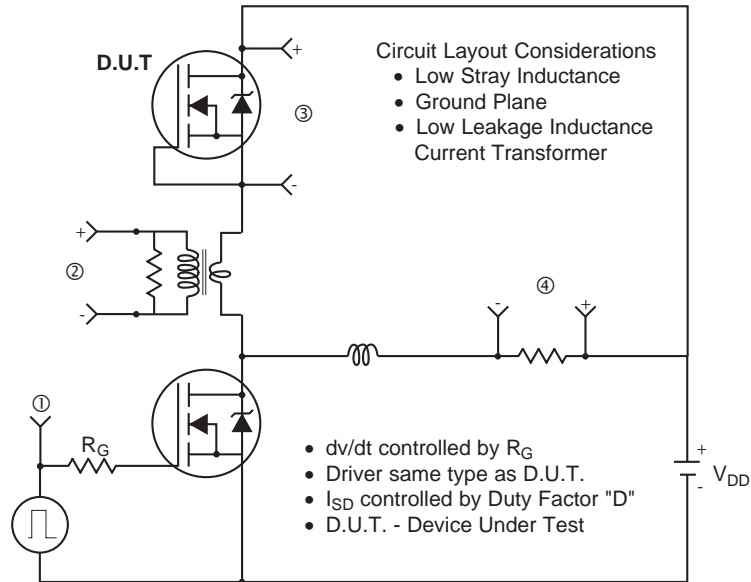 D.U.T
+
Circuit Layout Considerations
• Low Stray Inductance
• Ground Plane
• Low Leakage Inductance
Current Transformer
③
-
+
②
-
④
-
+
①
R_G
• dv/dt controlled by R_G
• Driver same type as D.U.T.
• I_SD controlled by Duty Factor "D"
• D.U.T. - Device Under Test
+
V_DD
-